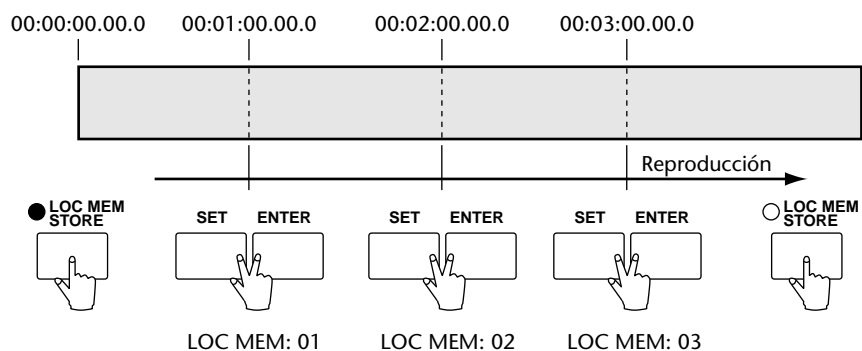 00:00:00.00.0 00:01:00.00.0 00:02:00.00.0 00:03:00.00.0
Reproducción
LOC MEM
STORE
SET ENTER
SET ENTER
SET ENTER
LOC MEM
STORE
LOC MEM: 01 LOC MEM: 02 LOC MEM: 03